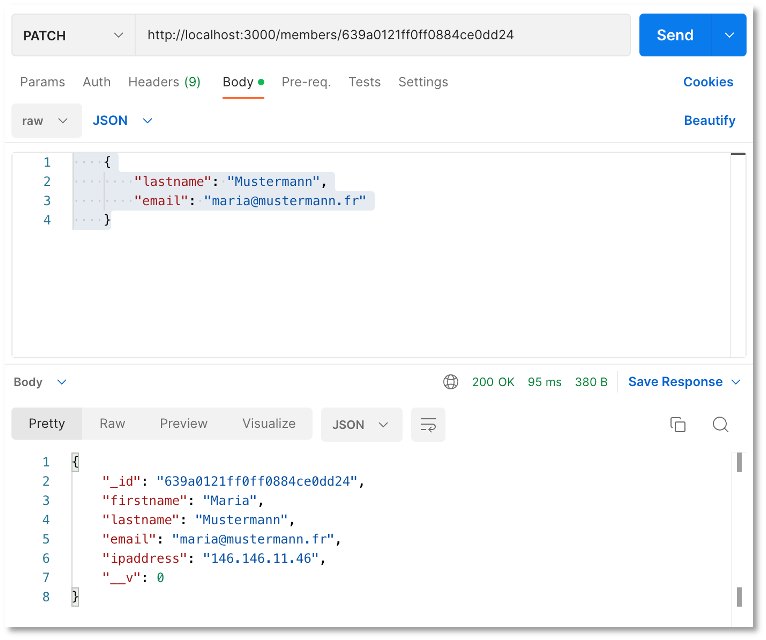 PATCH http://localhost:3000/members/639a0121ff0ff0884ce0dd24 Send
Params Auth Headers (9) Body Pre-req. Tests Settings Cookies
raw JSON Beautify
1 {
2 "lastname": "Mustermann",
3 "email": "maria@mustermann.fr"
4 }
Body 200 OK 95 ms 380 B Save Response
Pretty Raw Preview Visualize JSON
1 {
2 "_id": "639a0121ff0ff0884ce0dd24",
3 "firstname": "Maria",
4 "lastname": "Mustermann",
5 "email": "maria@mustermann.fr",
6 "ipaddress": "146.146.11.46",
7 "__v": 0
8 }